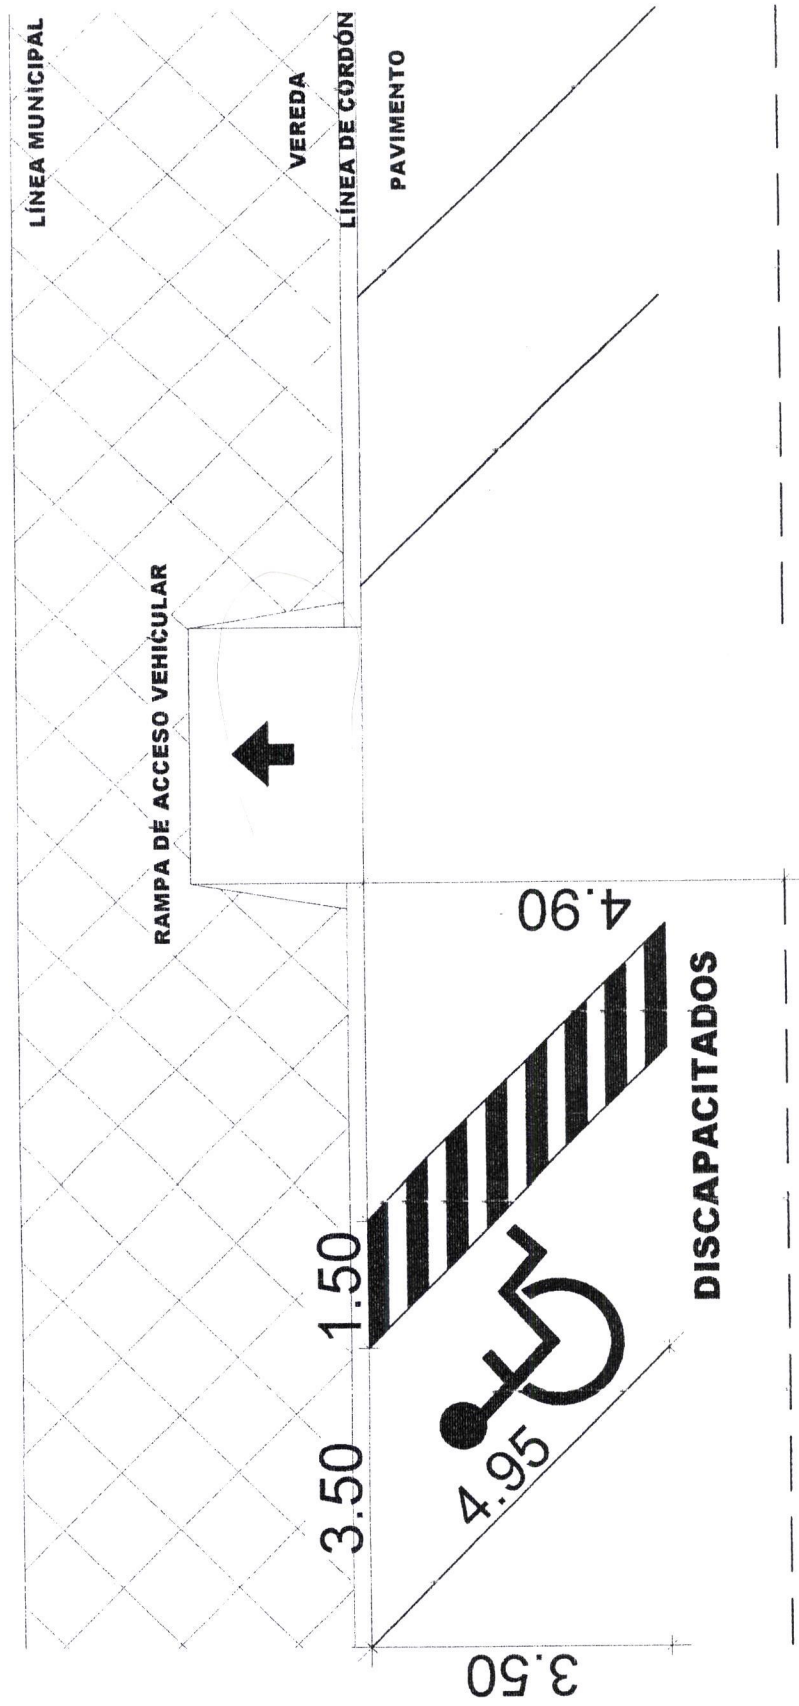 LÍNEA MUNICIPAL
RAMPA DE ACCESO VEHICULAR
VEREDA
LÍNEA DE CORDÓN
PAVIMENTO
3.50
1.50
4.90
4.95
3.50
DISCAPACITADOS